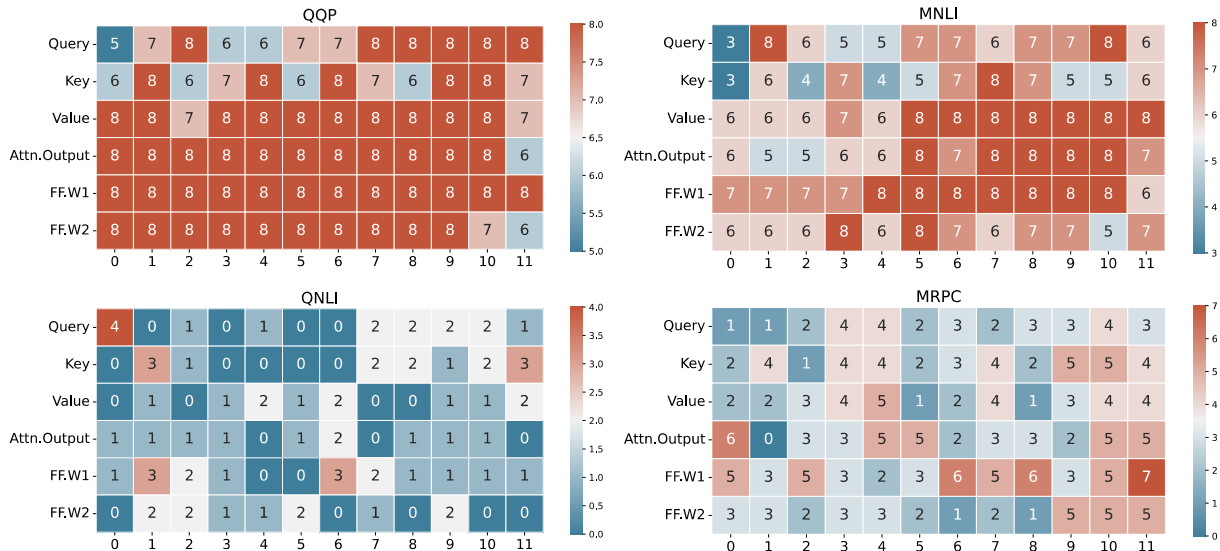 QQP
Query 5 7 8 6 6 7 7 8 8 8 8 8
Key 6 8 6 7 8 6 8 7 6 8 8 7
Value 8 8 7 8 8 8 8 8 8 8 8 7
Attn.Output 8 8 8 8 8 8 8 8 8 8 8 6
FF.W1 8 8 8 8 8 8 8 8 8 8 8 8
FF.W2 8 8 8 8 8 8 8 8 8 8 7 6
0 1 2 3 4 5 6 7 8 9 10 11
8.0
7.5
7.0
6.5
6.0
5.5
5.0
MNLI
Query 3 8 6 5 5 7 7 6 7 7 8 6
Key 3 6 4 7 4 5 7 8 7 5 5 6
Value 6 6 6 7 6 8 8 8 8 8 8 8
Attn.Output 6 5 5 6 6 8 7 8 8 8 8 7
FF.W1 7 7 7 7 8 8 8 8 8 8 8 6
FF.W2 6 6 6 8 6 8 7 6 7 7 5 7
0 1 2 3 4 5 6 7 8 9 10 11
8
7
6
5
4
3
QNLI
Query 4 0 1 0 1 0 0 2 2 2 2 1
Key 0 3 1 0 0 0 0 2 2 1 2 3
Value 0 1 0 1 2 1 2 0 0 1 1 2
Attn.Output 1 1 1 1 0 1 2 0 1 1 1 0
FF.W1 1 3 2 1 0 0 3 2 1 1 1 1
FF.W2 0 2 2 1 1 2 0 1 0 2 0 0
0 1 2 3 4 5 6 7 8 9 10 11
4.0
3.5
3.0
2.5
2.0
1.5
1.0
0.5
0.0
MRPC
Query 1 1 2 4 4 2 3 2 3 3 4 3
Key 2 4 1 4 4 2 3 4 2 5 5 4
Value 2 2 3 4 5 1 2 4 1 3 4 4
Attn.Output 6 0 3 3 5 5 2 3 3 2 5 5
FF.W1 5 3 5 3 2 3 6 5 6 3 5 7
FF.W2 3 3 2 3 3 2 1 2 1 5 5 5
0 1 2 3 4 5 6 7 8 9 10 11
7
6
5
4
3
2
1
0